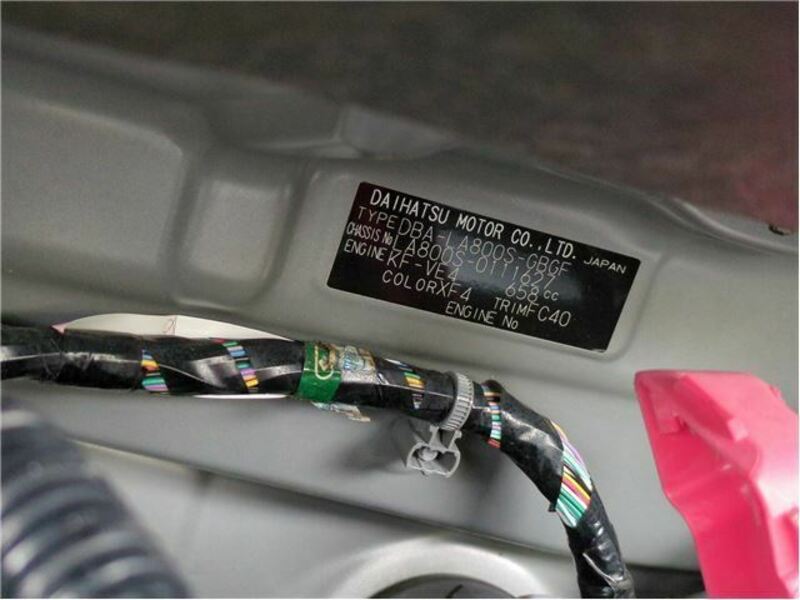 DAIHATSU MOTOR CO.,LTD. JAPAN
TYPE DBA-LA800S-GBGF
CHASSIS No LA800S-0111627
ENGINE KF-VE4 658cc
COLOR XF4 TRIM FC40
ENGINE No